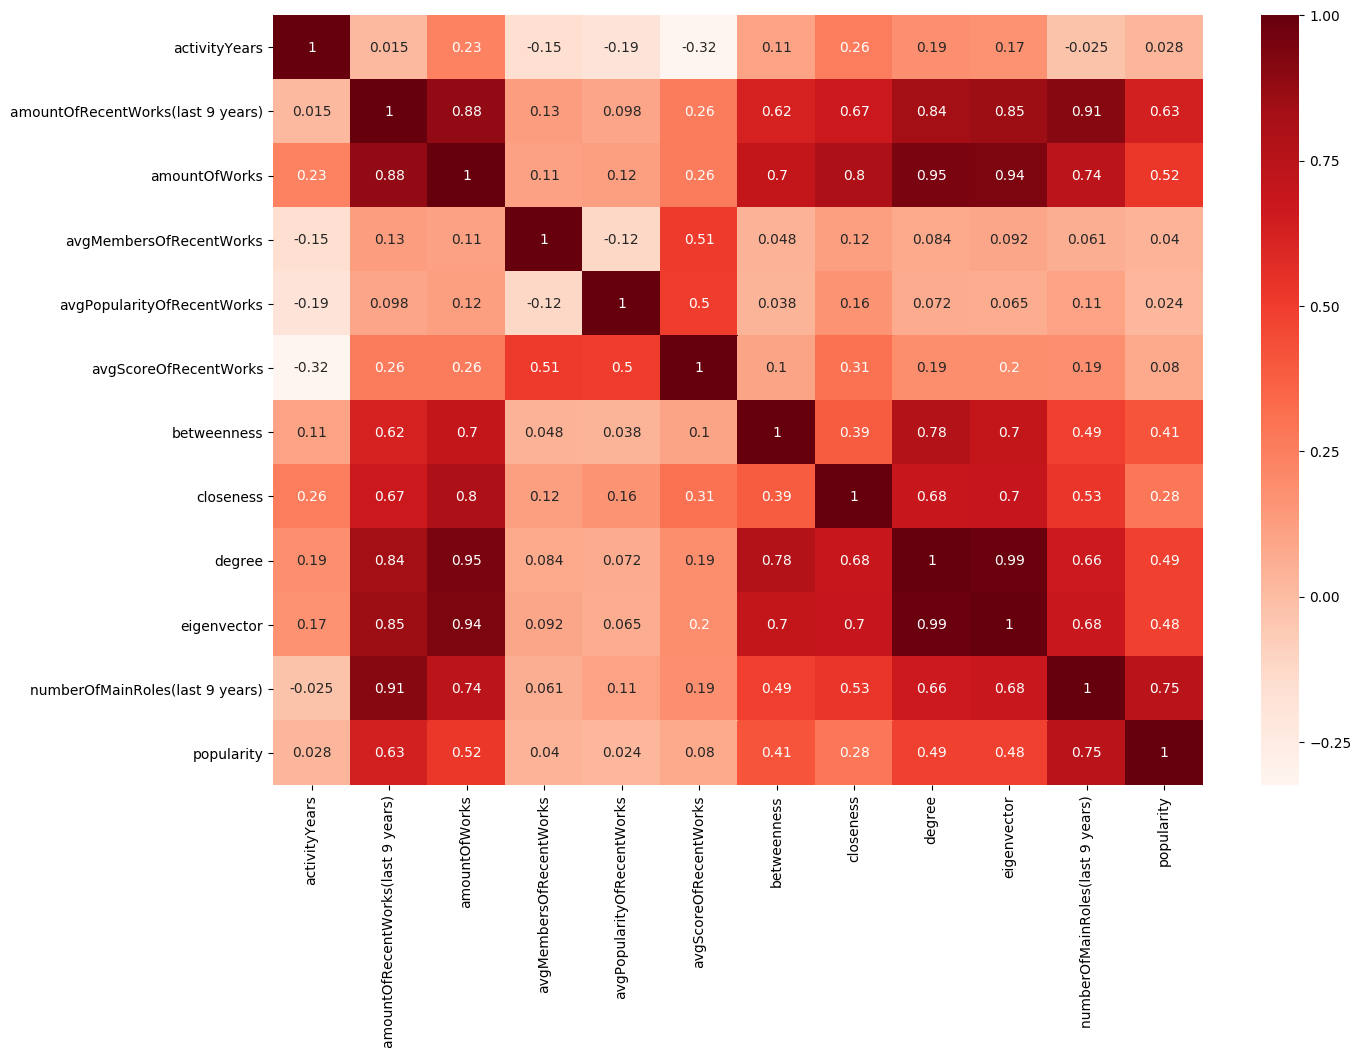 activityYears 1 0.015 0.23 -0.15 -0.19 -0.32 0.11 0.26 0.19 0.17 -0.025 0.028
amountOfRecentWorks(last 9 years) 0.015 1 0.88 0.13 0.098 0.26 0.62 0.67 0.84 0.85 0.91 0.63
amountOfWorks 0.23 0.88 1 0.11 0.12 0.26 0.7 0.8 0.95 0.94 0.74 0.52
avgMembersOfRecentWorks -0.15 0.13 0.11 1 -0.12 0.51 0.048 0.12 0.084 0.092 0.061 0.04
avgPopularityOfRecentWorks -0.19 0.098 0.12 -0.12 1 0.5 0.038 0.16 0.072 0.065 0.11 0.024
avgScoreOfRecentWorks -0.32 0.26 0.26 0.51 0.5 1 0.1 0.31 0.19 0.2 0.19 0.08
betweenness 0.11 0.62 0.7 0.048 0.038 0.1 1 0.39 0.78 0.7 0.49 0.41
closeness 0.26 0.67 0.8 0.12 0.16 0.31 0.39 1 0.68 0.7 0.53 0.28
degree 0.19 0.84 0.95 0.084 0.072 0.19 0.78 0.68 1 0.99 0.66 0.49
eigenvector 0.17 0.85 0.94 0.092 0.065 0.2 0.7 0.7 0.99 1 0.68 0.48
numberOfMainRoles(last 9 years) -0.025 0.91 0.74 0.061 0.11 0.19 0.49 0.53 0.66 0.68 1 0.75
popularity 0.028 0.63 0.52 0.04 0.024 0.08 0.41 0.28 0.49 0.48 0.75 1
activityYears
amountOfRecentWorks(last 9 years)
amountOfWorks
avgMembersOfRecentWorks
avgPopularityOfRecentWorks
avgScoreOfRecentWorks
betweenness
closeness
degree
eigenvector
numberOfMainRoles(last 9 years)
popularity
1.00
0.75
0.50
0.25
0.00
−0.25